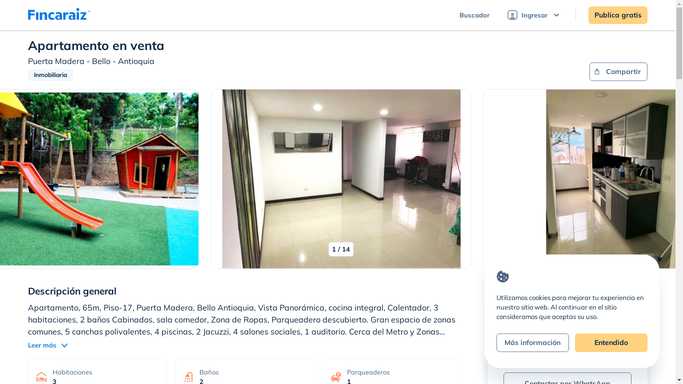 Fincaraiz
Buscador
Ingresar
Publica gratis
Apartamento en venta
Puerta Madera - Bello - Antioquia
Inmobiliaria
Compartir
1 / 14
Descripción general
Apartamento, 65m, Piso-17, Puerta Madera, Bello Antioquia, Vista Panorámica, cocina integral, Calentador, 3
habitaciones, 2 baños Cabinadas, sala comedor, Zona de Ropas, Parqueadera descubierto. Gran espacio de zonas
comunes, 5 canchas polivalentes, 4 piscinas, 2 Jacuzzi, 4 salones sociales, 1 auditorio. Cerca del Metro y Zonas...
Leer más
Habitaciones
3
Baños
2
Parqueaderos
1
Utilizamos cookies para mejorar tu experiencia en
nuestro sitio web. Al continuar en el sitio
consideramos que aceptas su uso.
Más información
Entendido
Contactar por WhatsApp